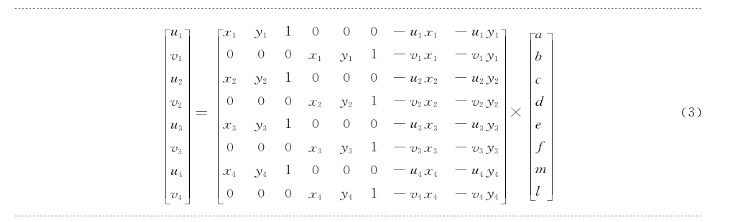 u₁ x₁ y₁ 1 0 0 0 −u₁x₁ −u₁y₁ a
v₁ 0 0 0 x₁ y₁ 1 −v₁x₁ −v₁y₁ b
u₂ x₂ y₂ 1 0 0 0 −u₂x₂ −u₂y₂ c
v₂ = 0 0 0 x₂ y₂ 1 −v₂x₂ −v₂y₂ × d (3)
u₃ x₃ y₃ 1 0 0 0 −u₃x₃ −u₃y₃ e
v₃ 0 0 0 x₃ y₃ 1 −v₃x₃ −v₃y₃ f
u₄ x₄ y₄ 1 0 0 0 −u₄x₄ −u₄y₄ m
v₄ 0 0 0 x₄ y₄ 1 −v₄x₄ −v₄y₄ l